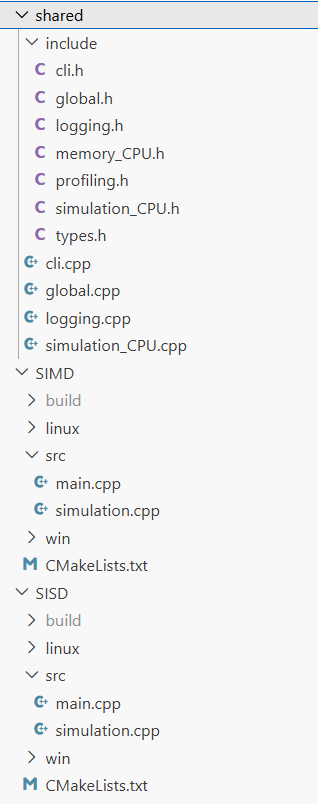 shared
include
C cli.h
C global.h
C logging.h
C memory_CPU.h
C profiling.h
C simulation_CPU.h
C types.h
C++ cli.cpp
C++ global.cpp
C++ logging.cpp
C++ simulation_CPU.cpp
SIMD
build
linux
src
C++ main.cpp
C++ simulation.cpp
win
M CMakeLists.txt
SISD
build
linux
src
C++ main.cpp
C++ simulation.cpp
win
M CMakeLists.txt